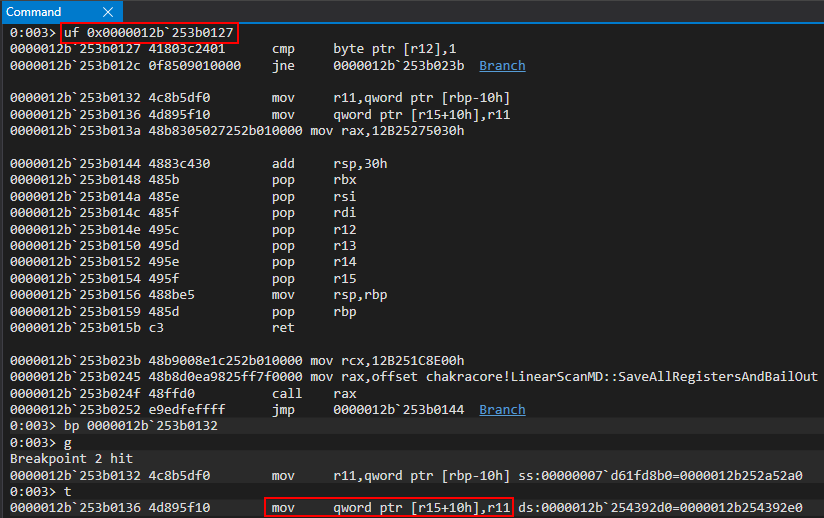 Command ×
0:003> uf 0x0000012b`253b0127
0000012b`253b0127 41803c2401 cmp byte ptr [r12],1
0000012b`253b012c 0f8509010000 jne 0000012b`253b023b Branch
0000012b`253b0132 4c8b5df0 mov r11,qword ptr [rbp-10h]
0000012b`253b0136 4d895f10 mov qword ptr [r15+10h],r11
0000012b`253b013a 48b8305027252b010000 mov rax,12B25275030h
0000012b`253b0144 4883c430 add rsp,30h
0000012b`253b0148 485b pop rbx
0000012b`253b014a 485e pop rsi
0000012b`253b014c 485f pop rdi
0000012b`253b014e 495c pop r12
0000012b`253b0150 495d pop r13
0000012b`253b0152 495e pop r14
0000012b`253b0154 495f pop r15
0000012b`253b0156 488be5 mov rsp,rbp
0000012b`253b0159 485d pop rbp
0000012b`253b015b c3 ret
0000012b`253b023b 48b9008e1c252b010000 mov rcx,12B251C8E00h
0000012b`253b0245 48b8d0ea9825ff7f0000 mov rax,offset chakracore!LinearScanMD::SaveAllRegistersAndBailOut
0000012b`253b024f 48ffd0 call rax
0000012b`253b0252 e9edfeffff jmp 0000012b`253b0144 Branch
0:003> bp 0000012b`253b0132
0:003> g
Breakpoint 2 hit
0000012b`253b0132 4c8b5df0 mov r11,qword ptr [rbp-10h] ss:00000007`d61fd8b0=0000012b252a52a0
0:003> t
0000012b`253b0136 4d895f10 mov qword ptr [r15+10h],r11 ds:0000012b`254392d0=0000012b254392e0